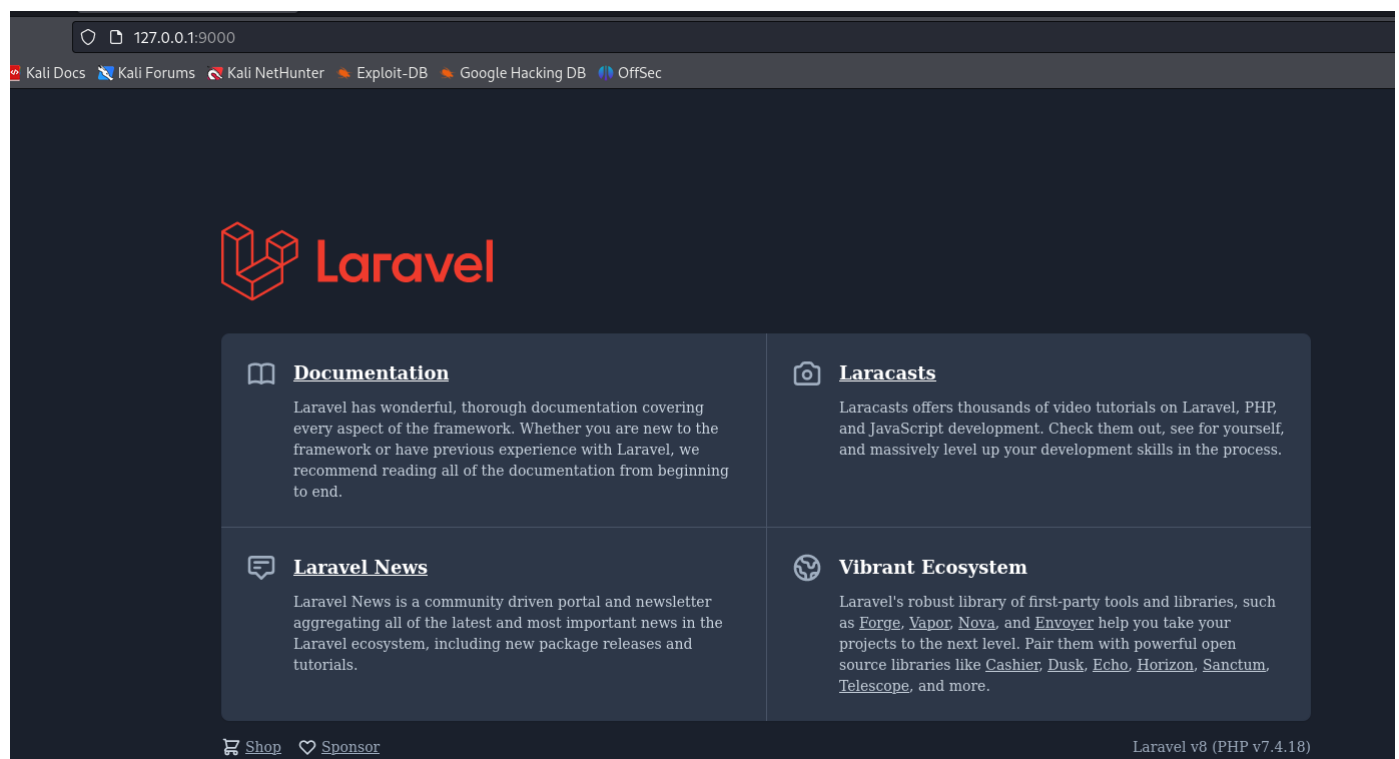 127.0.0.1:9000
Kali Docs Kali Forums Kali NetHunter Exploit-DB Google Hacking DB OffSec
Laravel
Documentation
Laravel has wonderful, thorough documentation covering
every aspect of the framework. Whether you are new to the
framework or have previous experience with Laravel, we
recommend reading all of the documentation from beginning
to end.
Laracasts
Laracasts offers thousands of video tutorials on Laravel, PHP,
and JavaScript development. Check them out, see for yourself,
and massively level up your development skills in the process.
Laravel News
Laravel News is a community driven portal and newsletter
aggregating all of the latest and most important news in the
Laravel ecosystem, including new package releases and
tutorials.
Vibrant Ecosystem
Laravel's robust library of first-party tools and libraries, such
as Forge, Vapor, Nova, and Envoyer help you take your
projects to the next level. Pair them with powerful open
source libraries like Cashier, Dusk, Echo, Horizon, Sanctum,
Telescope, and more.
Shop Sponsor
Laravel v8 (PHP v7.4.18)